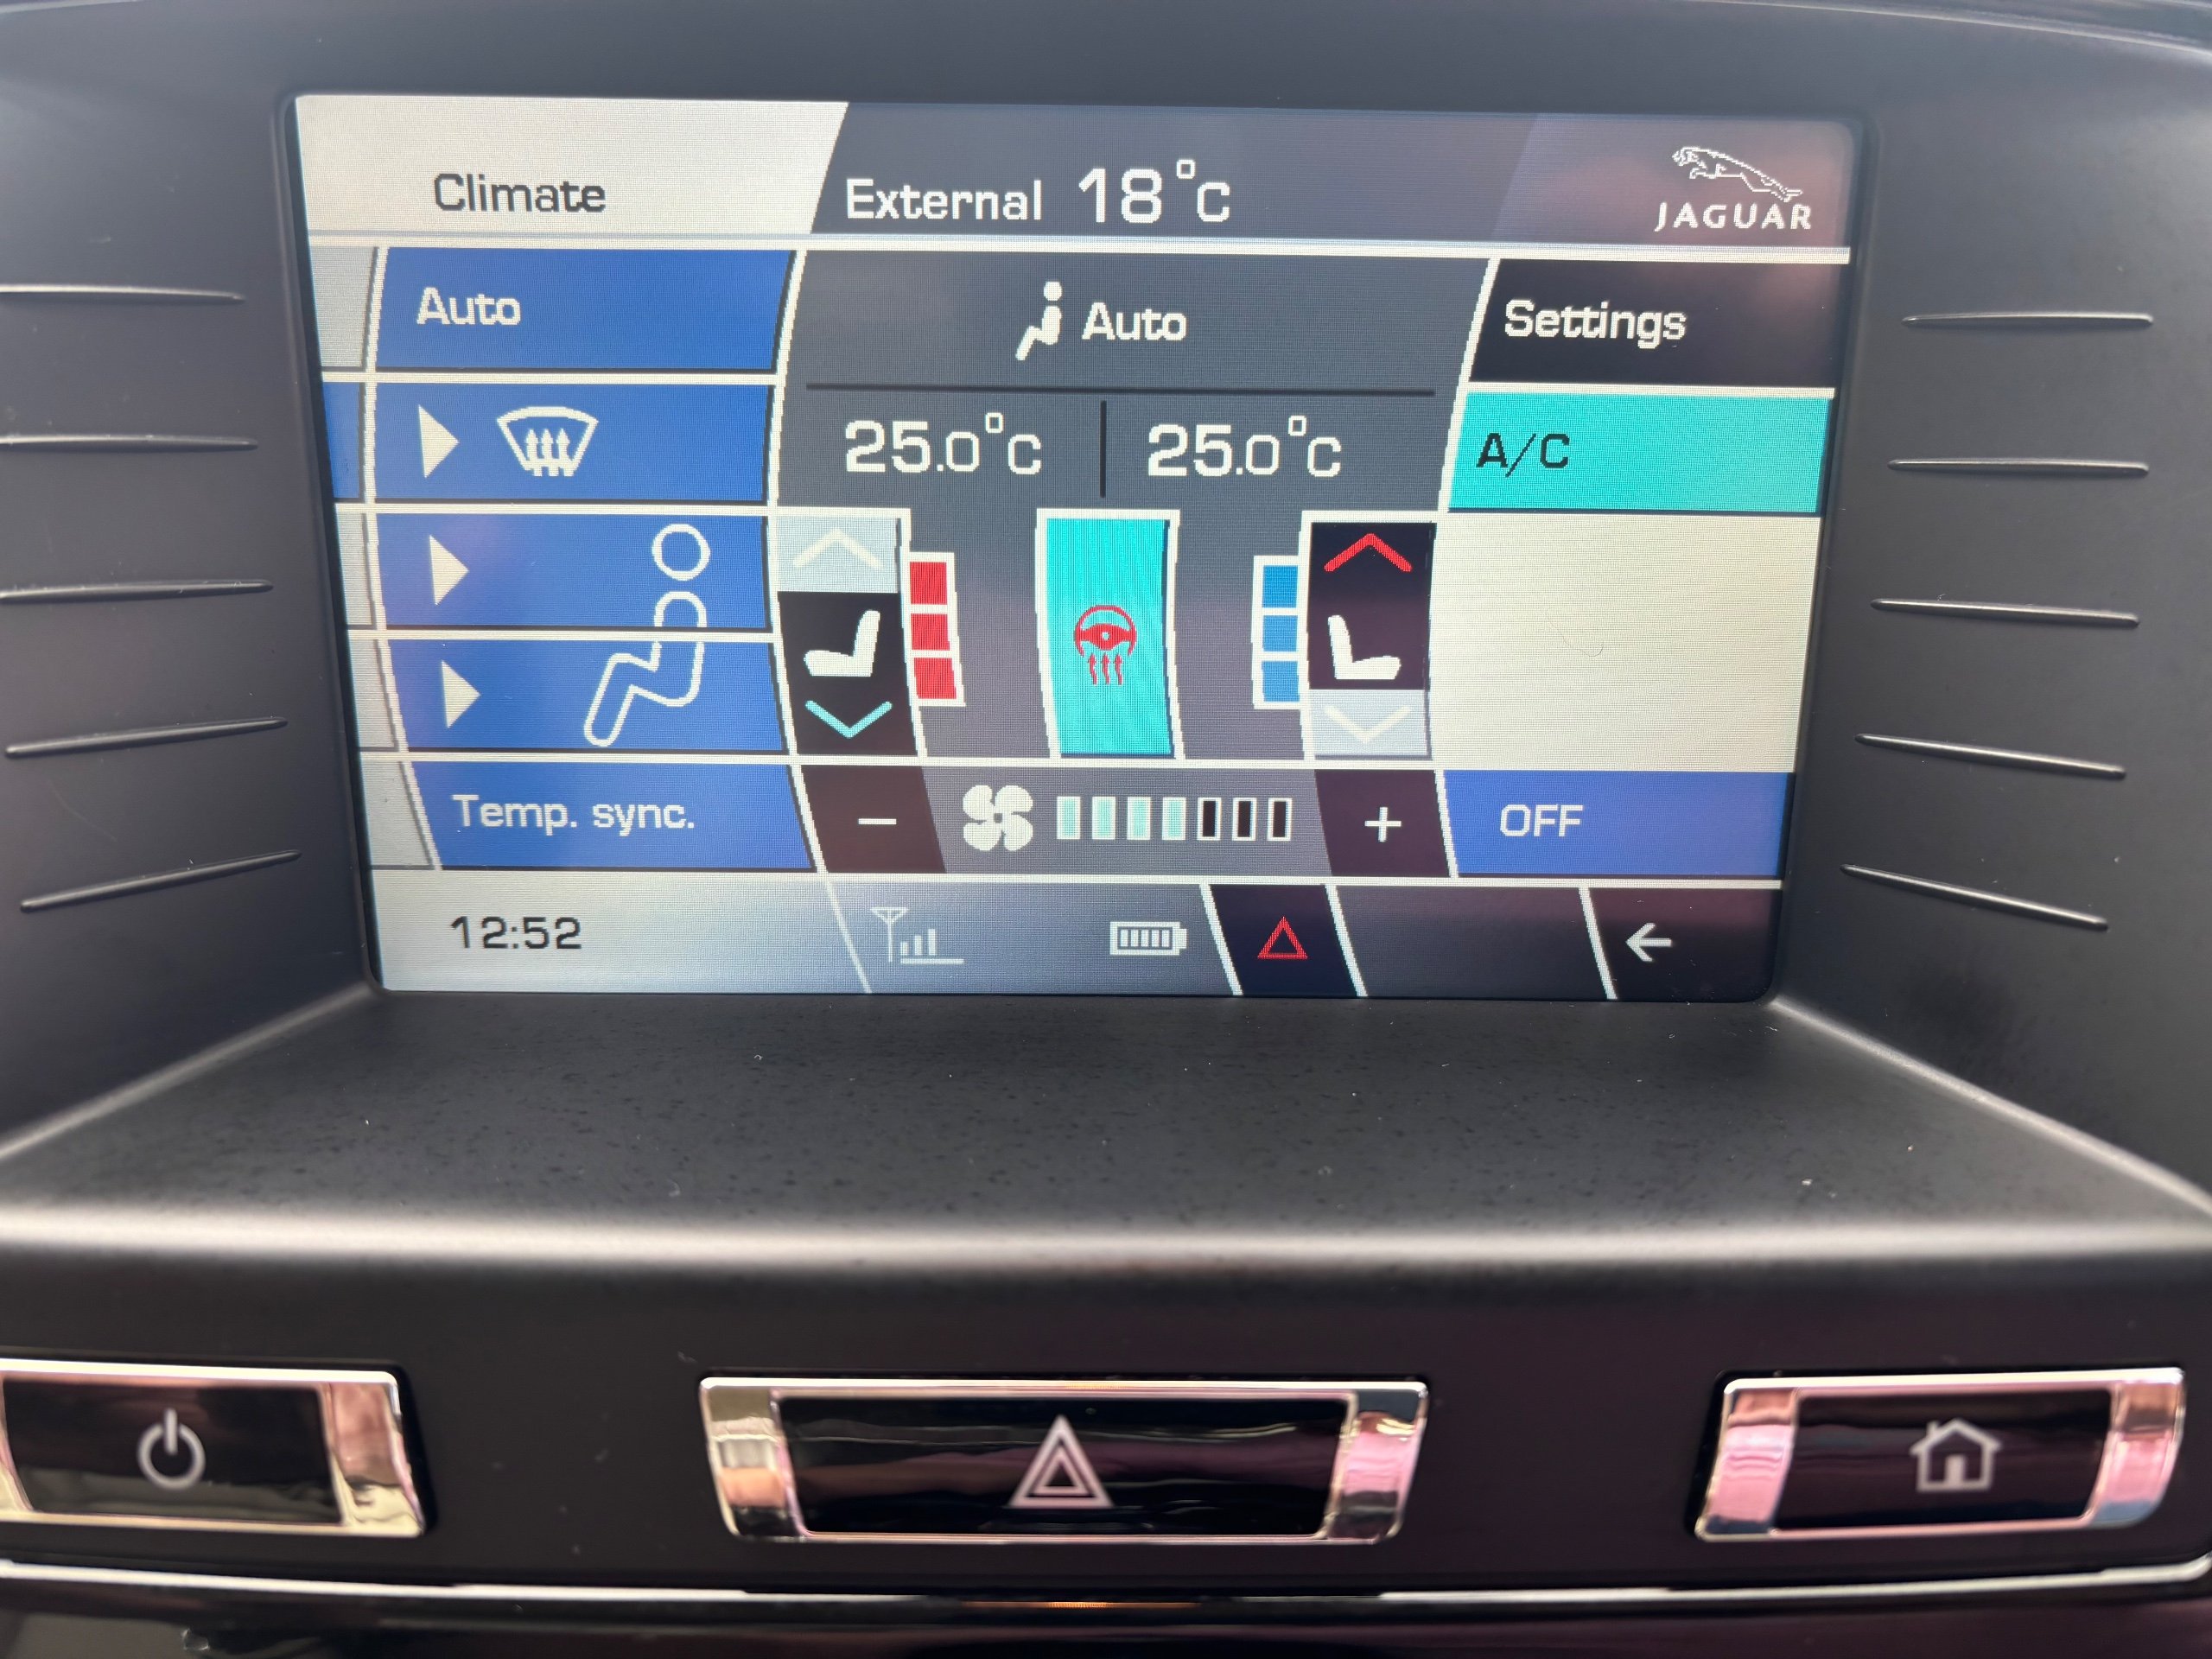 Climate
External 18°C
JAGUAR
Auto
Auto
Settings
25.0°C
25.0°C
A/C
Temp. sync.
−
+
OFF
12:52